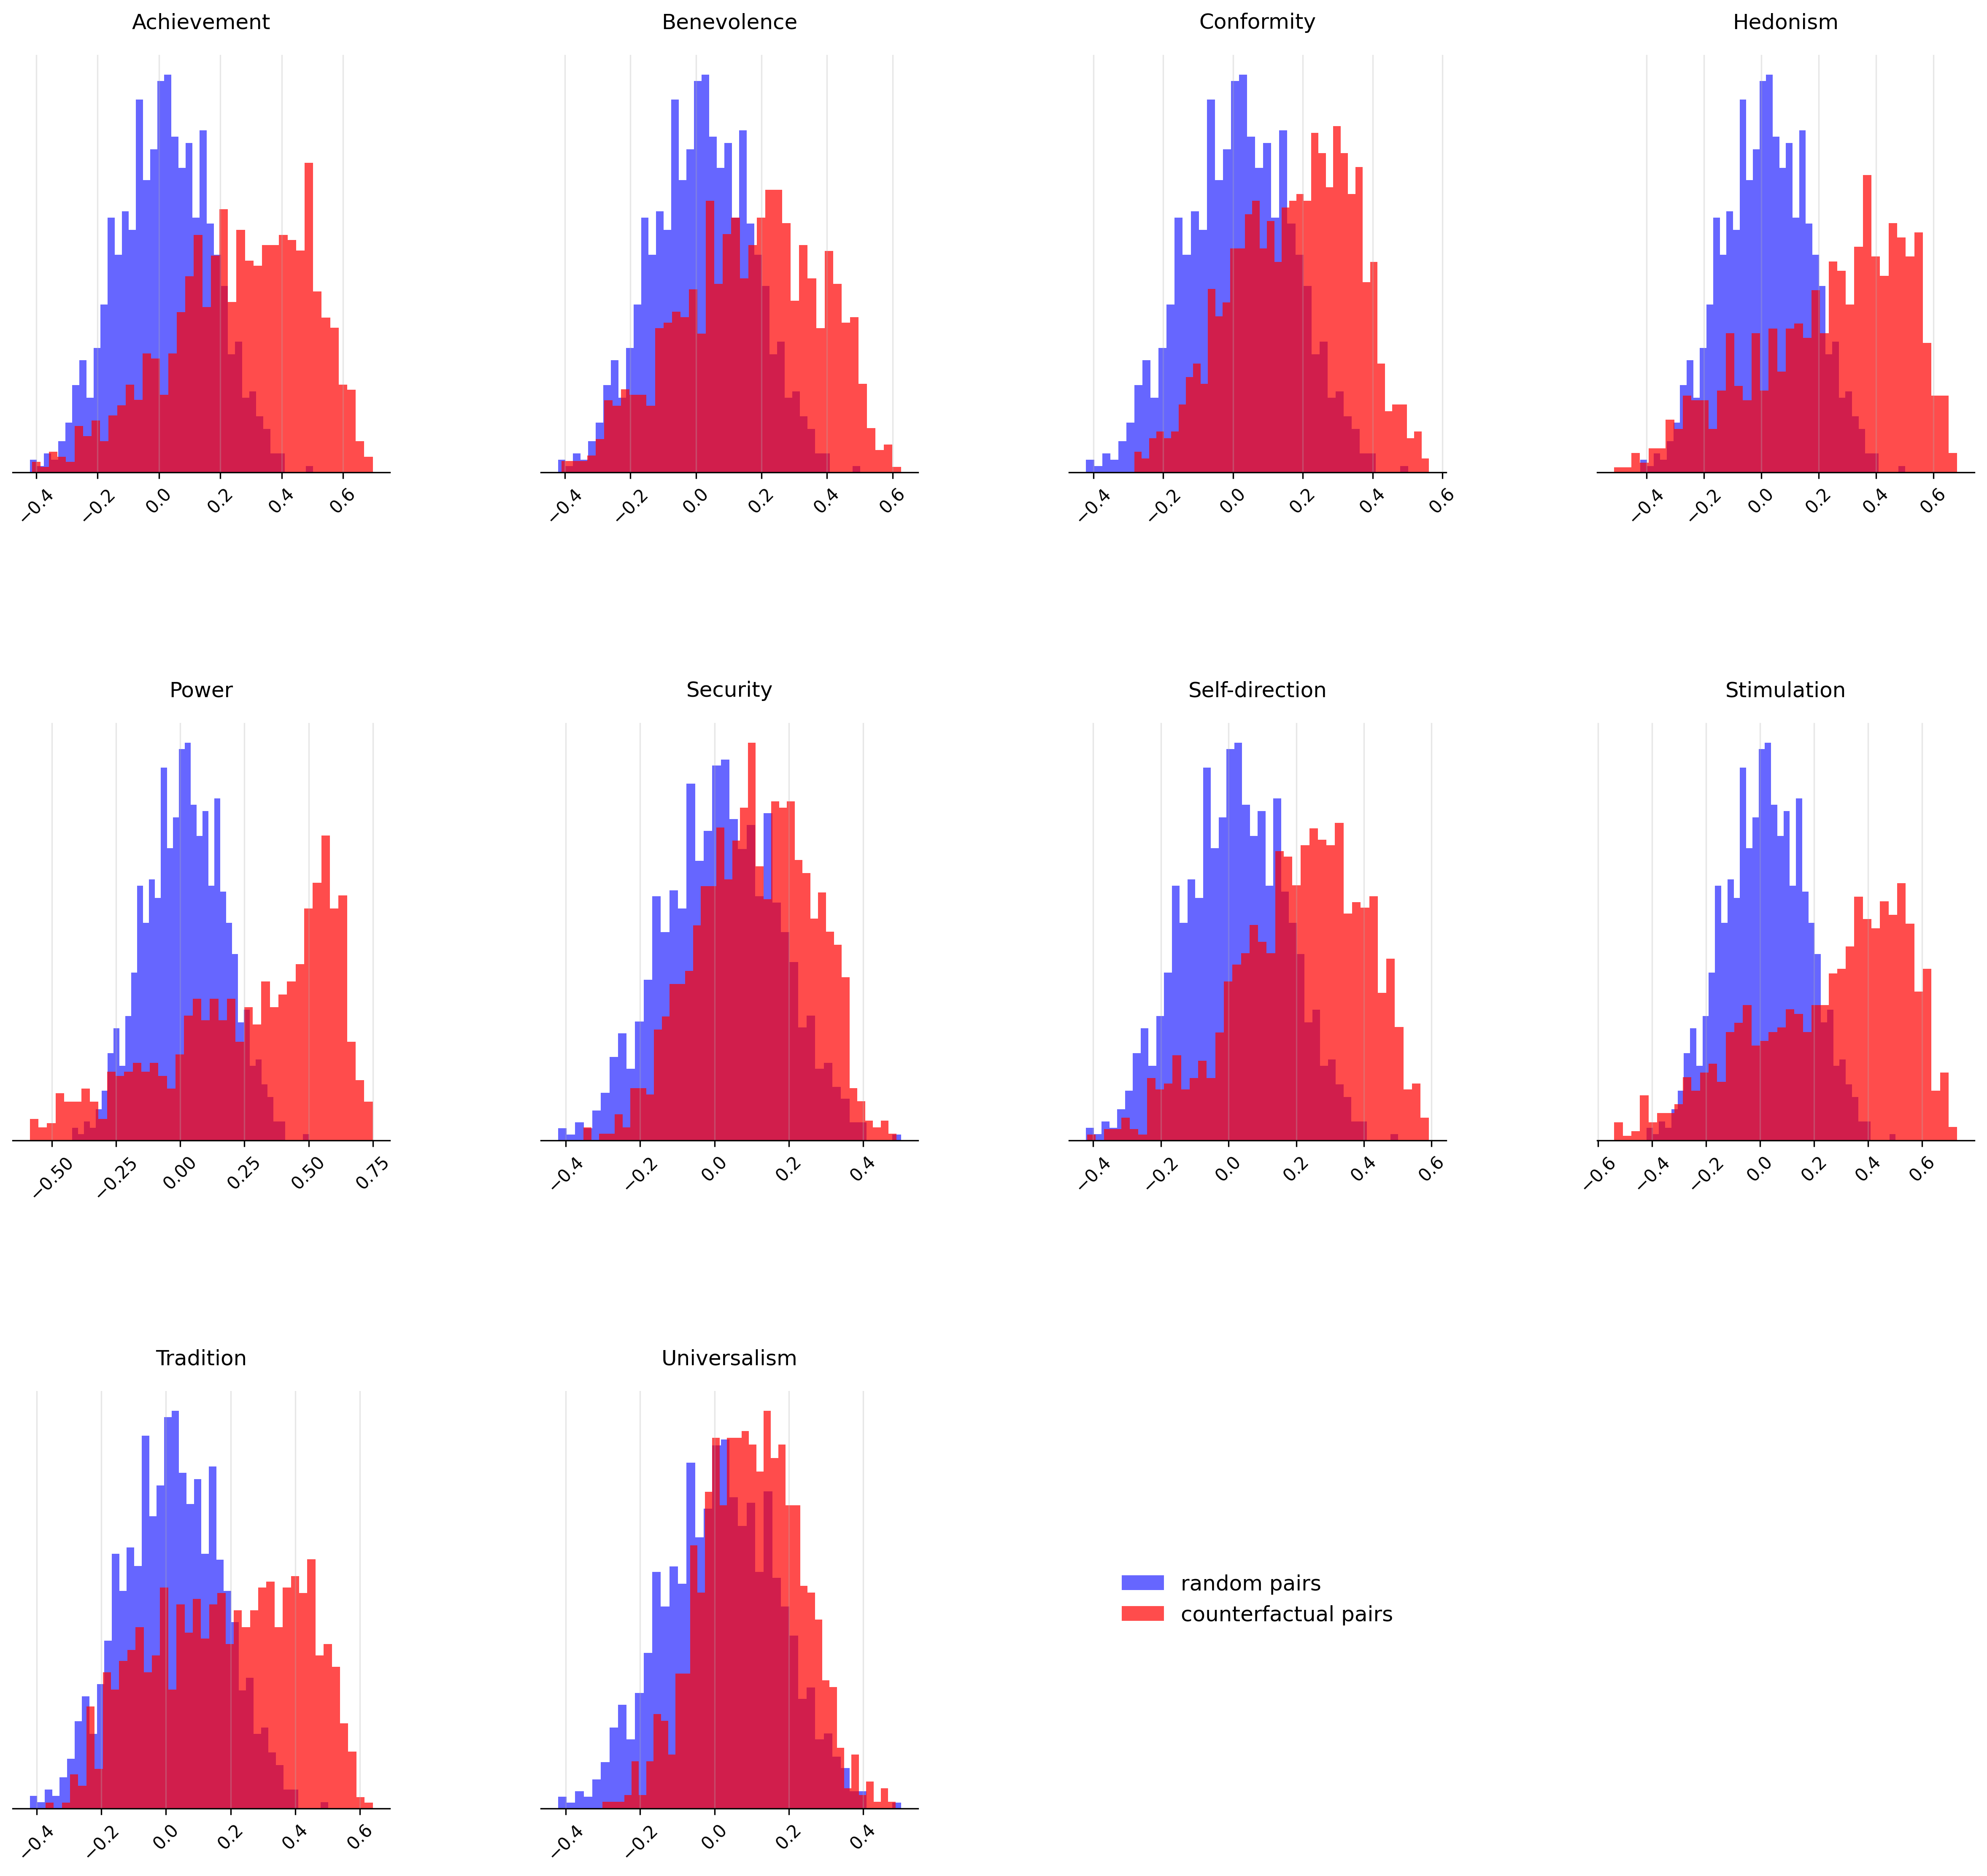 Achievement Benevolence Conformity Hedonism
−0.4 −0.2 0.0 0.2 0.4 0.6 −0.4 −0.2 0.0 0.2 0.4 0.6 −0.4 −0.2 0.0 0.2 0.4 0.6 −0.4 −0.2 0.0 0.2 0.4 0.6
Power Security Self-direction Stimulation
−0.50 −0.25 0.00 0.25 0.50 0.75 −0.4 −0.2 0.0 0.2 0.4 −0.4 −0.2 0.0 0.2 0.4 0.6 −0.6 −0.4 −0.2 0.0 0.2 0.4 0.6
Tradition Universalism
random pairs
counterfactual pairs
−0.4 −0.2 0.0 0.2 0.4 0.6 −0.4 −0.2 0.0 0.2 0.4